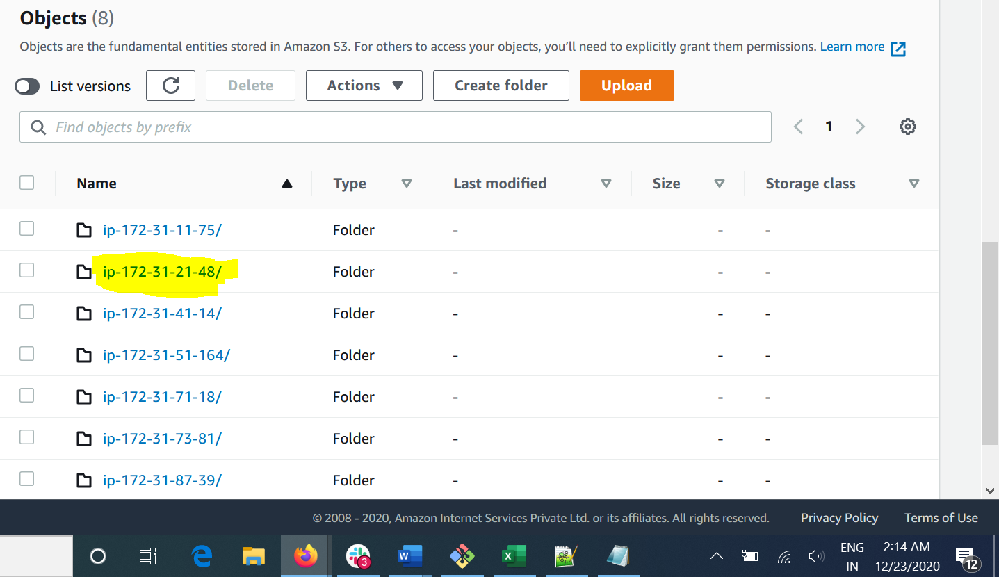 Objects (8)
Objects are the fundamental entities stored in Amazon S3. For others to access your objects, you’ll need to explicitly grant them permissions. Learn more
List versions Delete Actions Create folder Upload
Find objects by prefix 1
Name Type Last modified Size Storage class
ip-172-31-11-75/ Folder - - -
ip-172-31-21-48/ Folder - - -
ip-172-31-41-14/ Folder - - -
ip-172-31-51-164/ Folder - - -
ip-172-31-71-18/ Folder - - -
ip-172-31-73-81/ Folder - - -
ip-172-31-87-39/ Folder - - -
© 2008 - 2020, Amazon Internet Services Private Ltd. or its affiliates. All rights reserved. Privacy Policy Terms of Use
3 W X ENG 2:14 AM
IN 12/23/2020 12